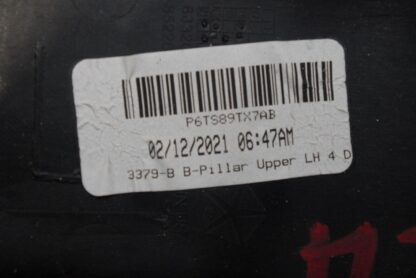 P6TS89TX7AB
02/12/2021 06:47AM
3379-B B-Pillar Upper LH 4 D